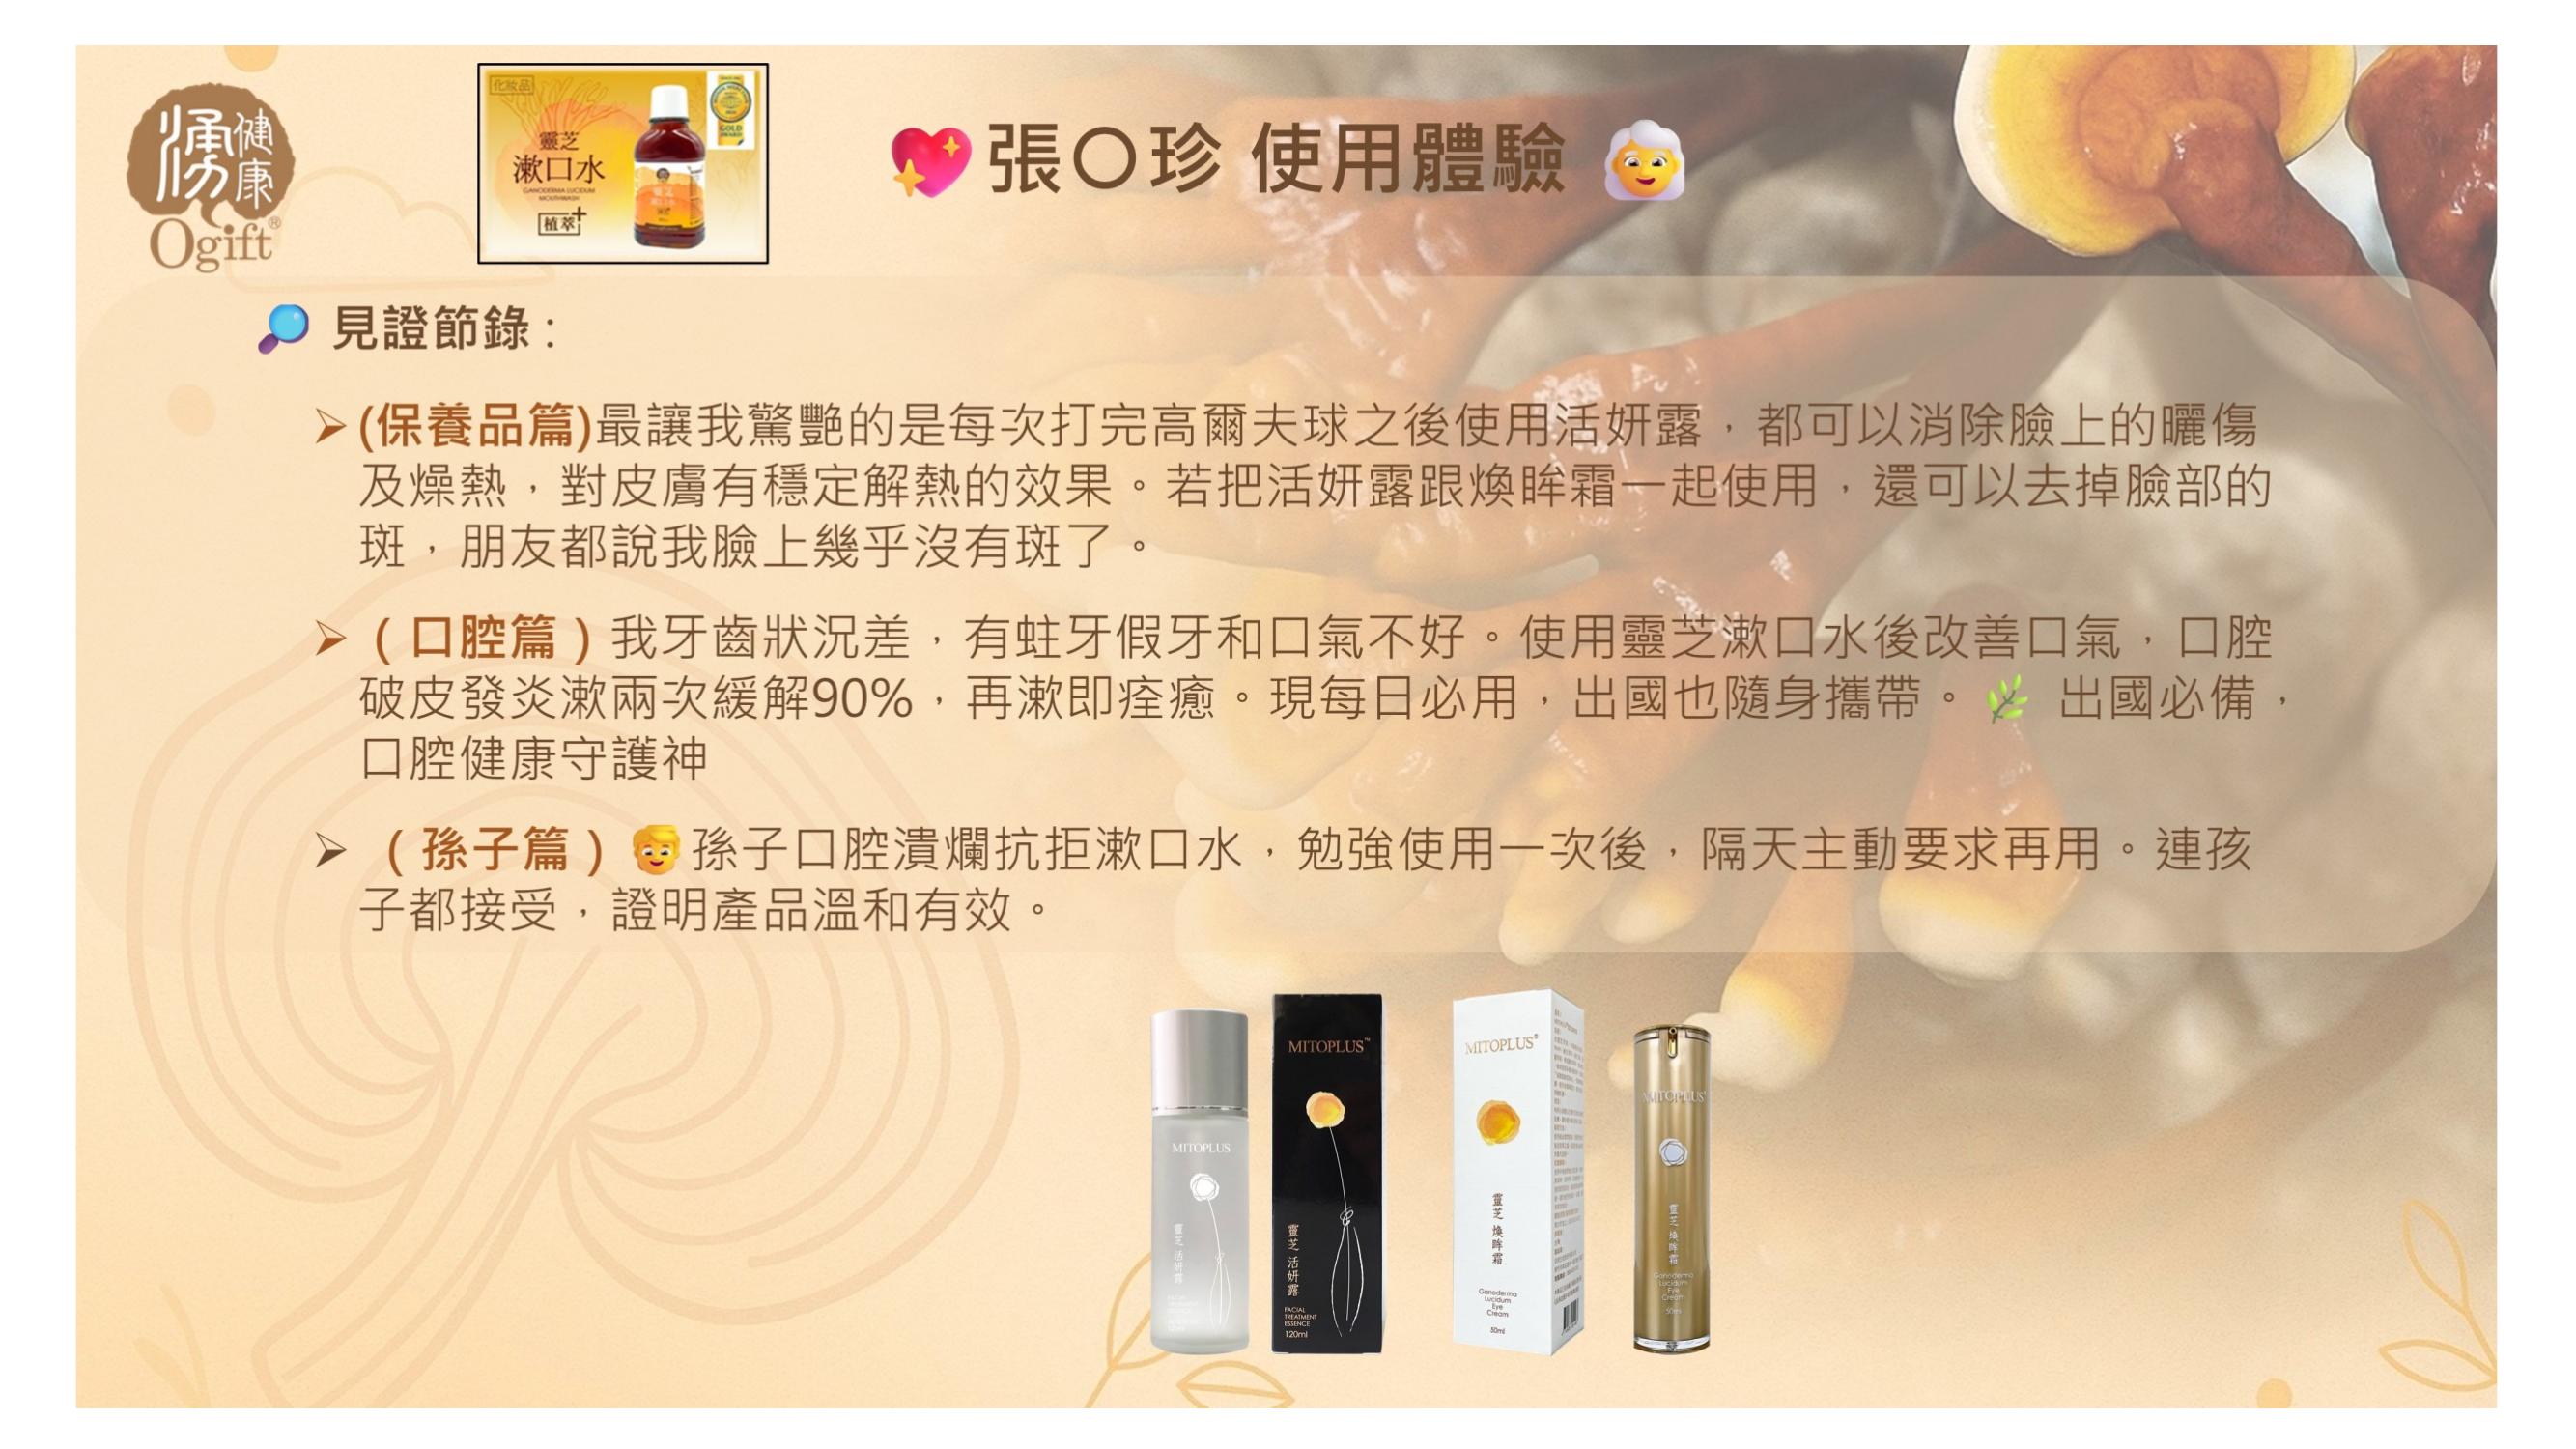 湧健康
Ogift®
化妝品
靈芝
漱口水
GANODERMA LUCIDUM
MOUTHWASH
植萃+
GOLD
AWARD
張〇珍 使用體驗
見證節錄：
➢(保養品篇)最讓我驚艷的是每次打完高爾夫球之後使用活妍露，都可以消除臉上的曬傷
及燥熱，對皮膚有穩定解熱的效果。若把活妍露跟煥眸霜一起使用，還可以去掉臉部的
斑，朋友都說我臉上幾乎沒有斑了。
➢（口腔篇）我牙齒狀況差，有蛀牙假牙和口氣不好。使用靈芝漱口水後改善口氣，口腔
破皮發炎漱兩次緩解90%，再漱即痊癒。現每日必用，出國也隨身攜帶。🌿 出國必備，
口腔健康守護神
➢（孫子篇）👦孫子口腔潰爛抗拒漱口水，勉強使用一次後，隔天主動要求再用。連孩
子都接受，證明產品溫和有效。
MITOPLUS
靈芝 活妍露
MITOPLUS™
靈芝 活妍露
FACIAL
TREATMENT
ESSENCE
120ml
MITOPLUS®
靈芝 煥眸霜
Ganoderma
Lucidum
Eye
Cream
50ml
MITOPLUS®
靈芝 煥眸霜
Ganoderma
Lucidum
Eye
Cream
50ml